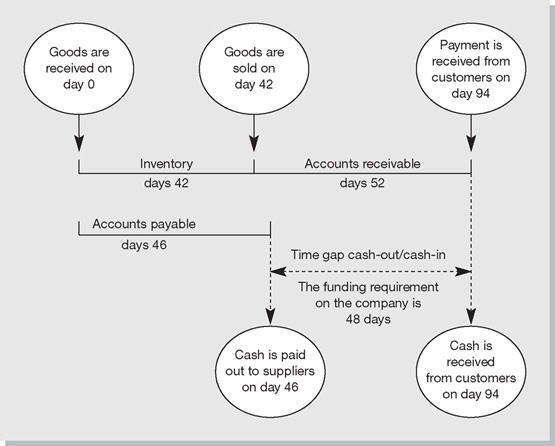 Goods are
received on
day 0
Goods are
sold on
day 42
Payment is
received from
customers on
day 94
Inventory
days 42
Accounts receivable
days 52
Accounts payable
days 46
Time gap cash-out/cash-in
The funding requirement
on the company is
48 days
Cash is paid
out to suppliers
on day 46
Cash is
received
from customers
on day 94